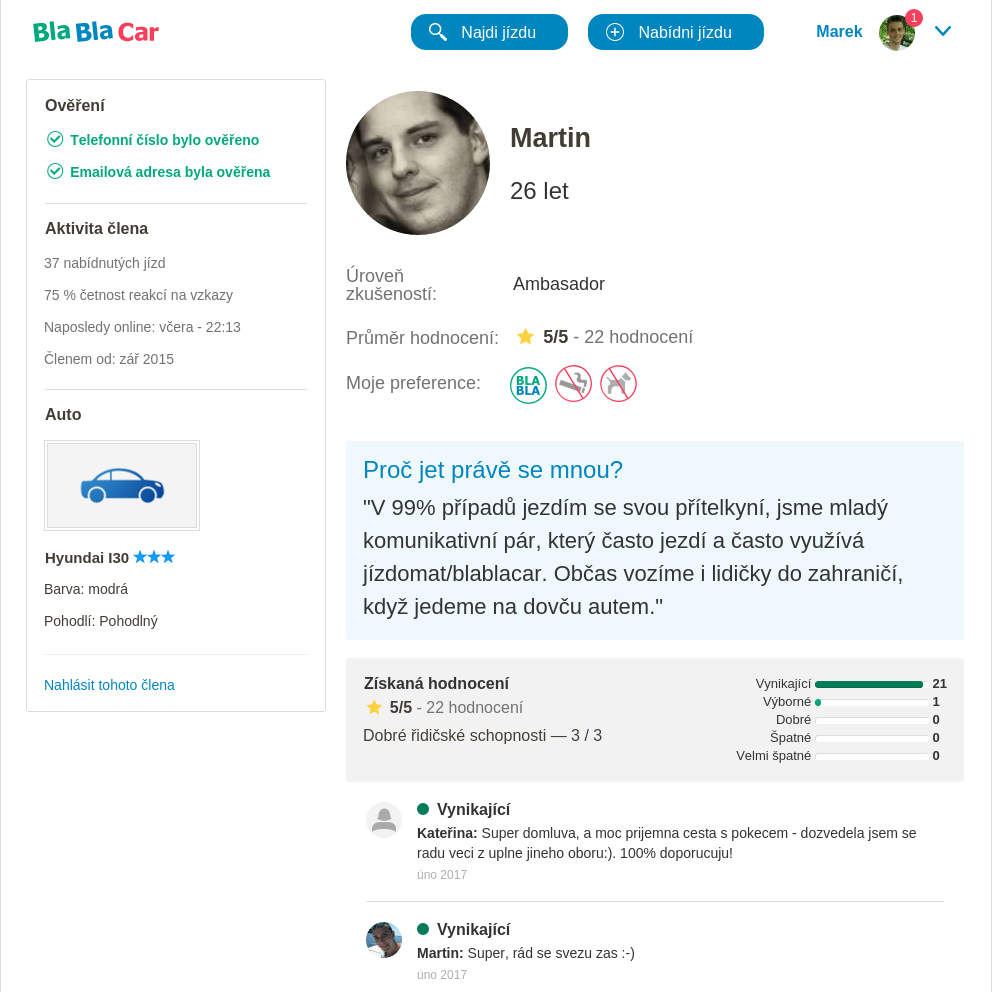 Bla Bla Car
Najdi jízdu
Nabídni jízdu
Marek
1
Ověření
Telefonní číslo bylo ověřeno
Emailová adresa byla ověřena
Aktivita člena
37 nabídnutých jízd
75 % četnost reakcí na vzkazy
Naposledy online: včera - 22:13
Členem od: zář 2015
Auto
Hyundai I30
Barva: modrá
Pohodlí: Pohodlný
Nahlásit tohoto člena
Martin
26 let
Úroveň
zkušeností:
Ambasador
Průměr hodnocení:
5/5 - 22 hodnocení
Moje preference:
BLA
BLA
Proč jet právě se mnou?
"V 99% případů jezdím se svou přítelkyní, jsme mladý
komunikativní pár, který často jezdí a často využívá
jízdomat/blablacar. Občas vozíme i lidičky do zahraničí,
když jedeme na dovču autem."
Získaná hodnocení
5/5 - 22 hodnocení
Dobré řidičské schopnosti — 3 / 3
Vynikající 21
Výborné 1
Dobré 0
Špatné 0
Velmi špatné 0
Vynikající
Kateřina: Super domluva, a moc prijemna cesta s pokecem - dozvedela jsem se
radu veci z uplne jineho oboru:). 100% doporucuju!
úno 2017
Vynikající
Martin: Super, rád se svezu zas :-)
úno 2017